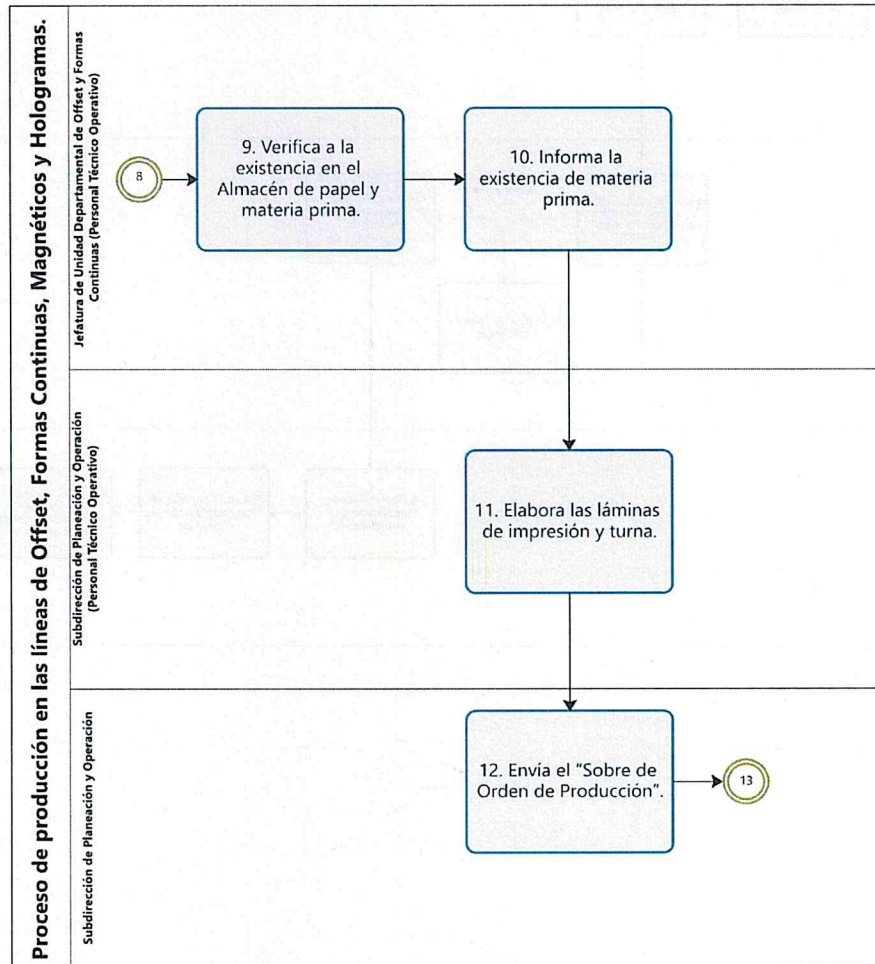 Proceso de producción en las líneas de Offset, Formas Continuas, Magnéticos y Hologramas.
Jefatura de Unidad Departamental de Offset y Formas
Continuas (Personal Técnico Operativo)
8
9. Verifica a la
existencia en el
Almacén de papel y
materia prima.
10. Informa la
existencia de materia
prima.
Subdirección de Planeación y Operación
(Personal Técnico Operativo)
11. Elabora las láminas
de impresión y turna.
Subdirección de Planeación y Operación
12. Envía el "Sobre de
Orden de Producción".
13